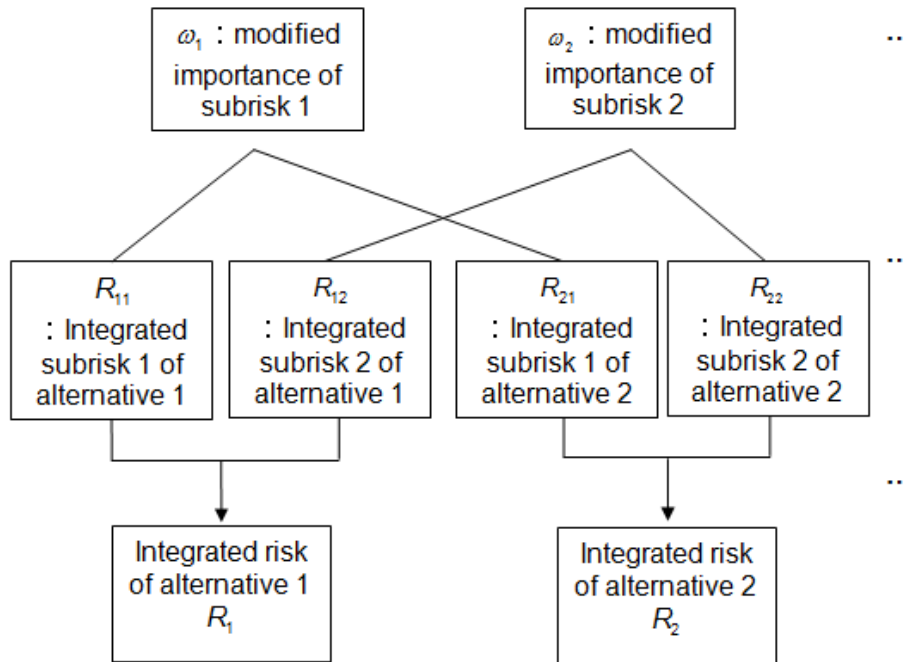 ω₁ : modified
importance of
subrisk 1
ω₂ : modified
importance of
subrisk 2
..
R₁₁
: Integrated
subrisk 1 of
alternative 1
R₁₂
: Integrated
subrisk 2 of
alternative 1
R₂₁
: Integrated
subrisk 1 of
alternative 2
R₂₂
: Integrated
subrisk 2 of
alternative 2
..
Integrated risk
of alternative 1
R₁
Integrated risk
of alternative 2
R₂
..